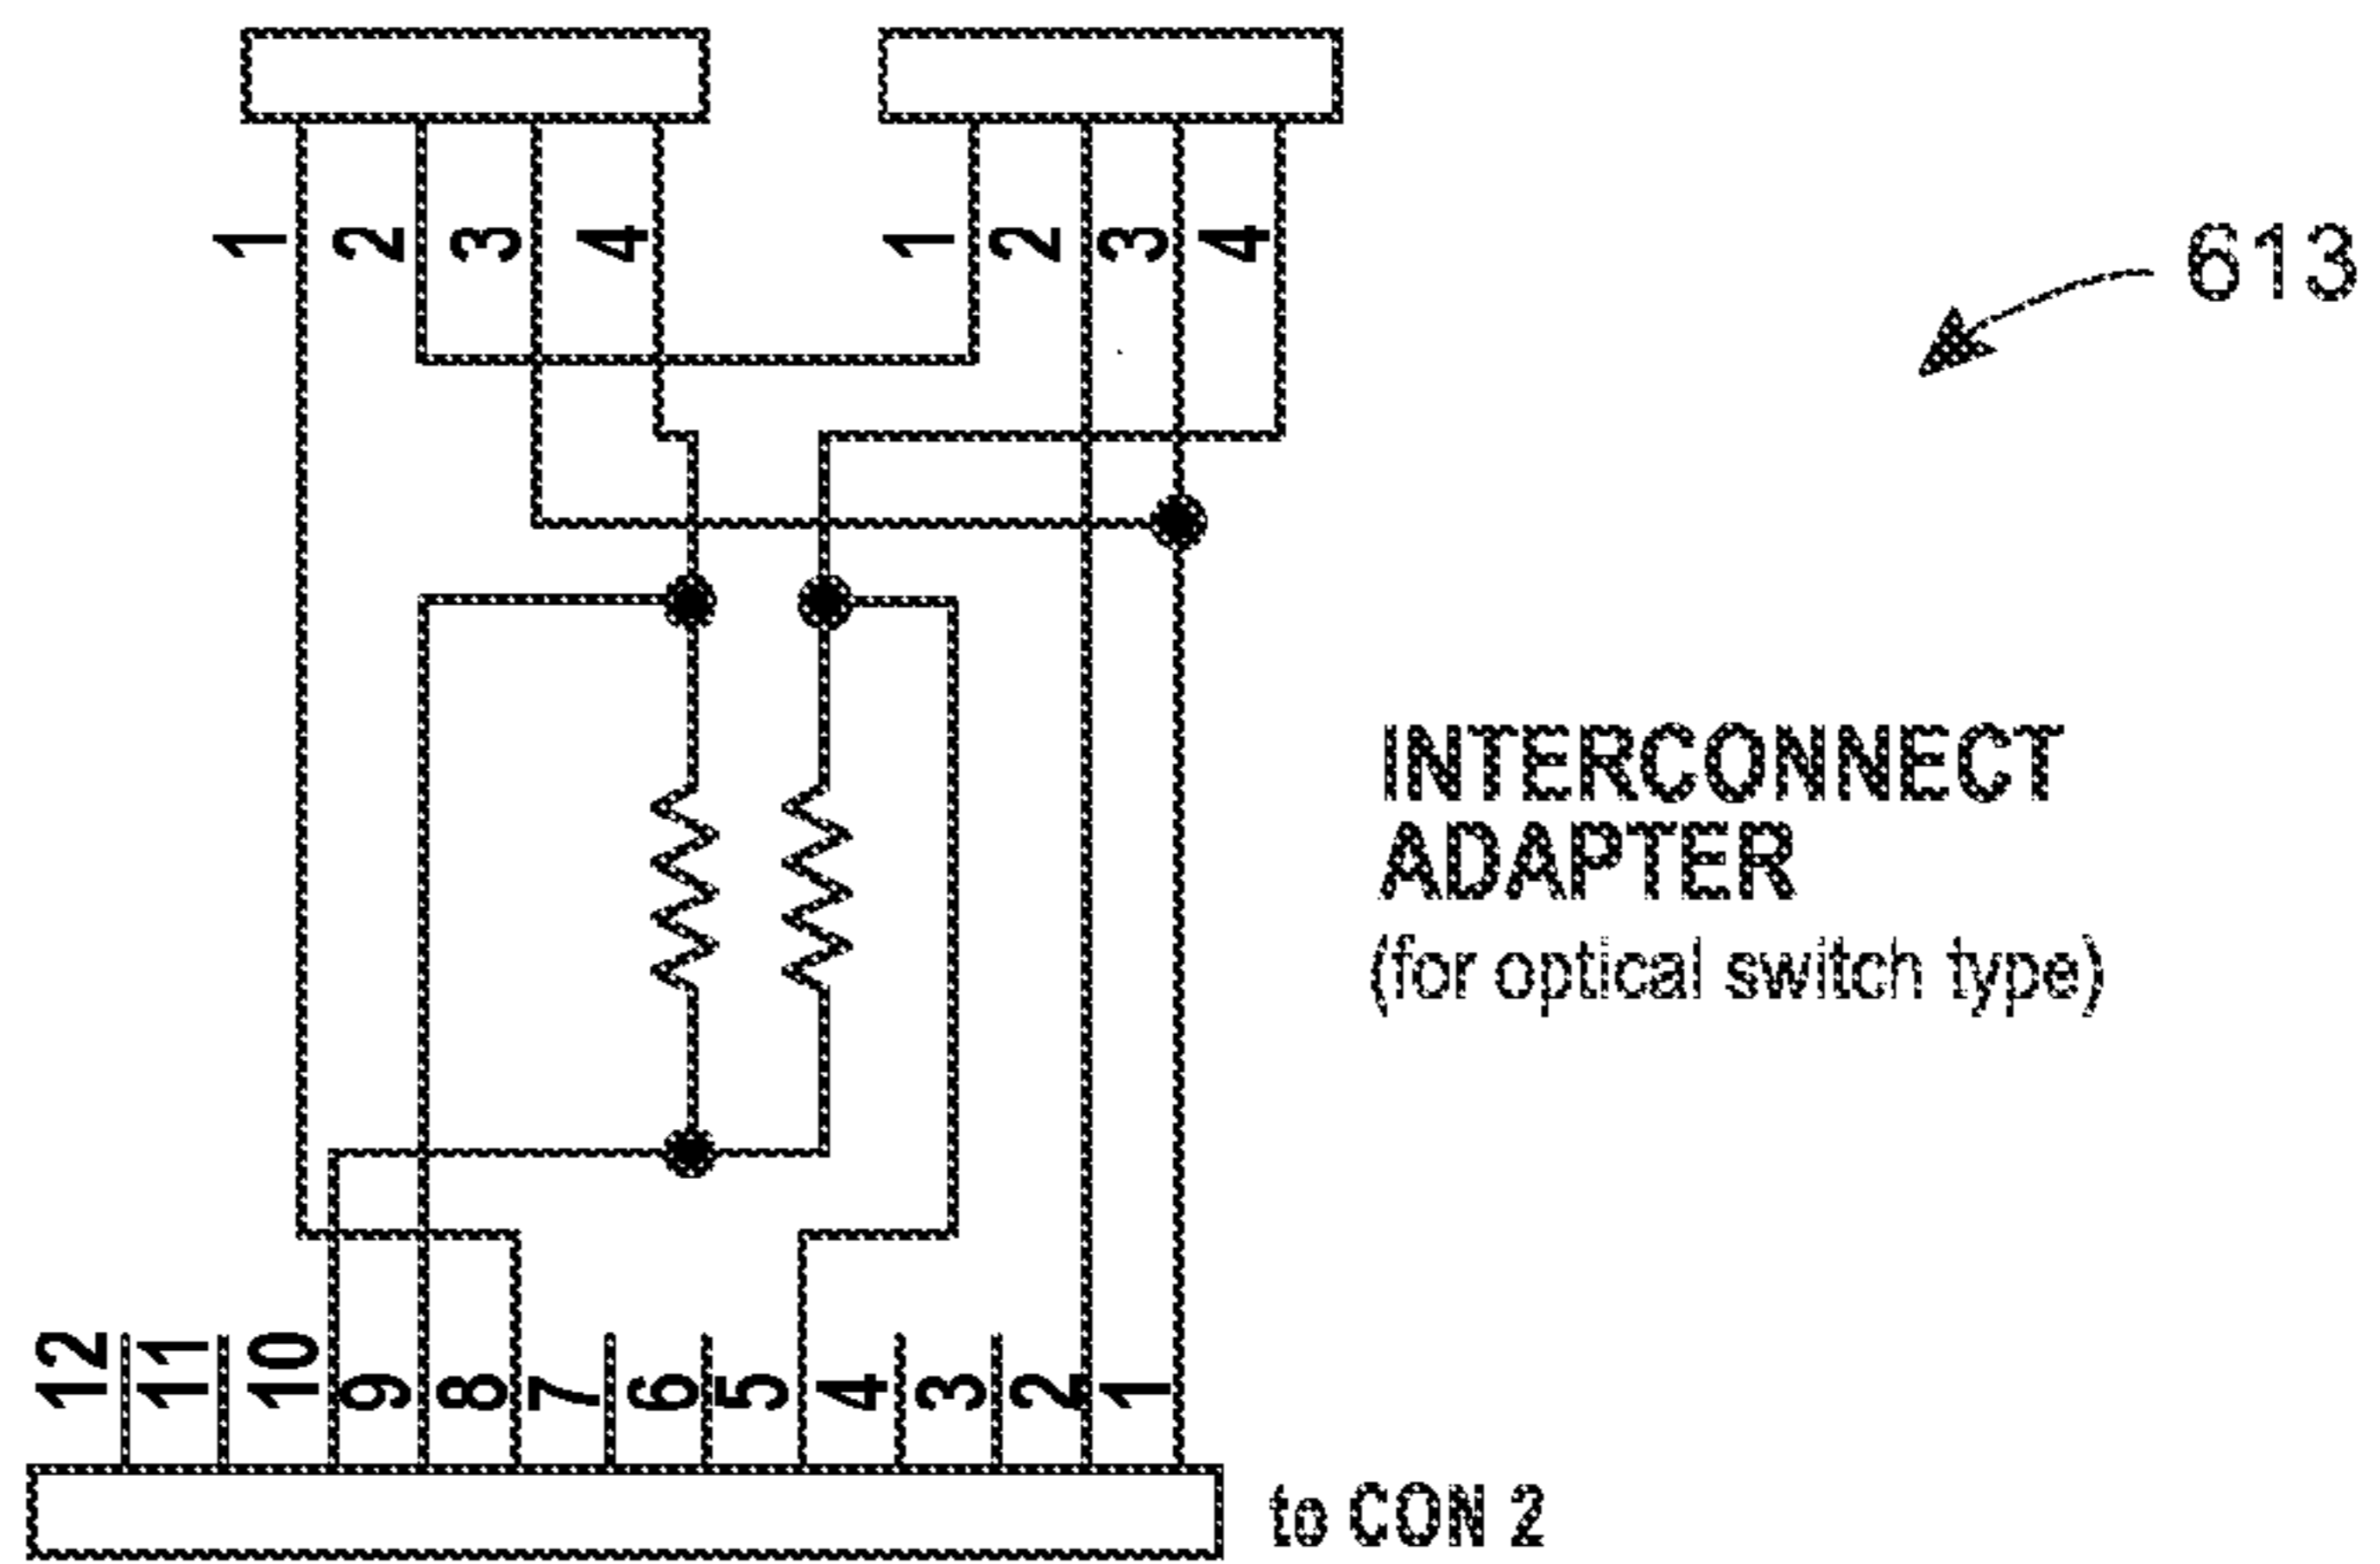 1 2 3 4 1 2 3 4
613
INTERCONNECT
ADAPTER
(for optical switch type)
12 11 10 9 8 7 6 5 4 3 2 1
to CON 2